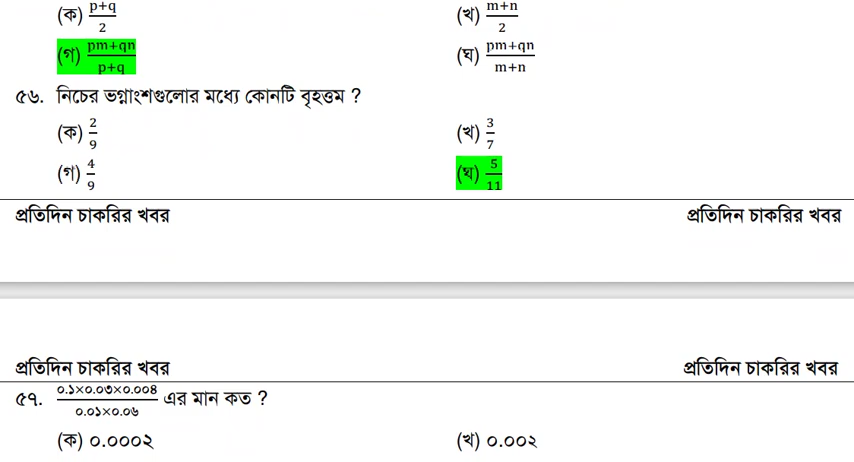 (ক) p+q/2 (খ) m+n/2
(গ) pm+qn/p+q (ঘ) pm+qn/m+n
৫৬. নিচের ভগ্নাংশগুলোর মধ্যে কোনটি বৃহত্তম ?
(ক) 2/9 (খ) 3/7
(গ) 4/9 (ঘ) 5/11
প্রতিদিন চাকরির খবর প্রতিদিন চাকরির খবর
প্রতিদিন চাকরির খবর প্রতিদিন চাকরির খবর
৫৭. ০.১×০.০৩×০.০০৪/০.০১×০.০৬ এর মান কত ?
(ক) ০.০০০২ (খ) ০.০০২